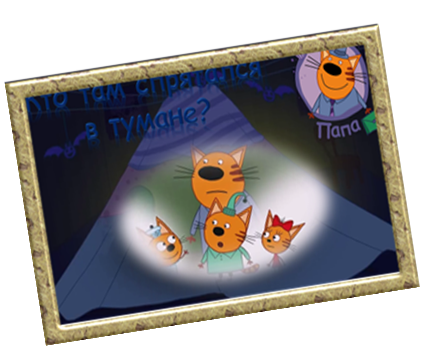 Кто там спрятался
в тумане?
Папа